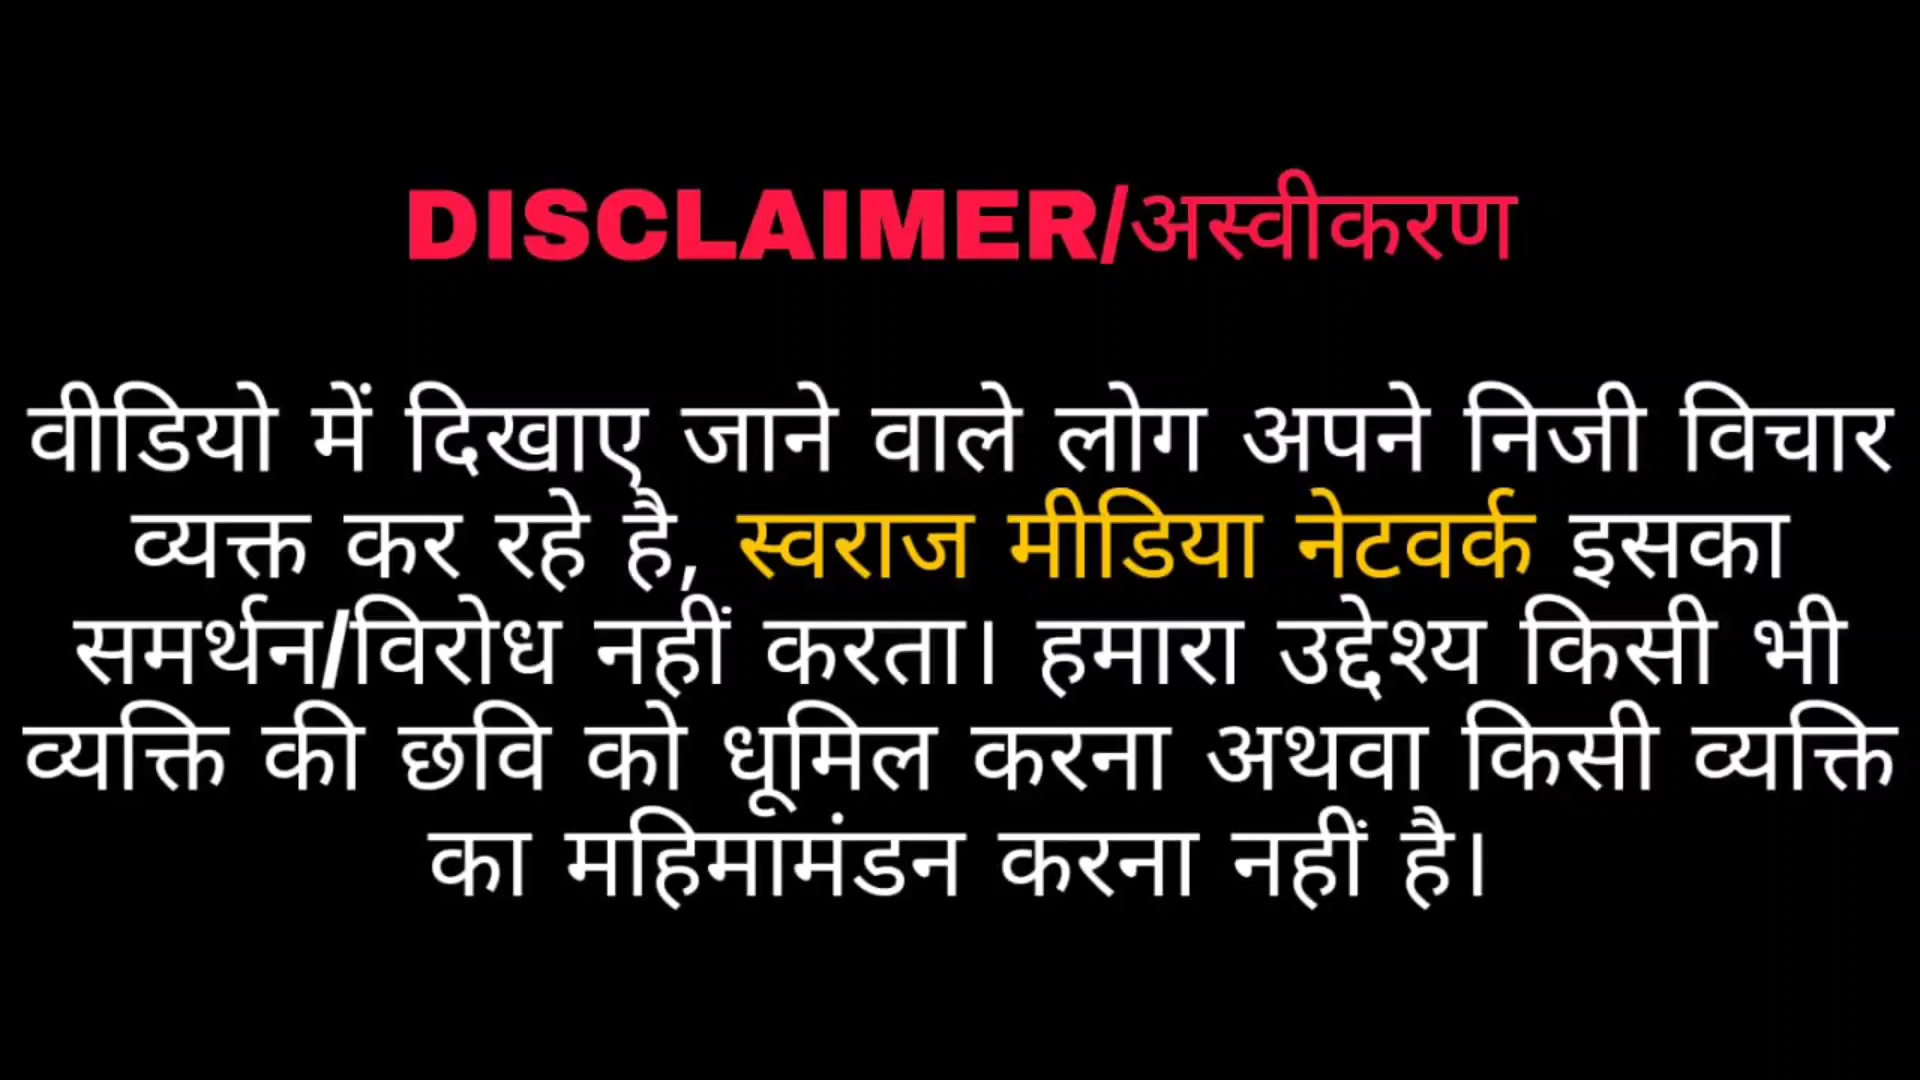 DISCLAIMER/अस्वीकरण
वीडियो में दिखाए जाने वाले लोग अपने निजी विचार
व्यक्त कर रहे है, स्वराज मीडिया नेटवर्क इसका
समर्थन/विरोध नहीं करता। हमारा उद्देश्य किसी भी
व्यक्ति की छवि को धूमिल करना अथवा किसी व्यक्ति
का महिमामंडन करना नहीं है।